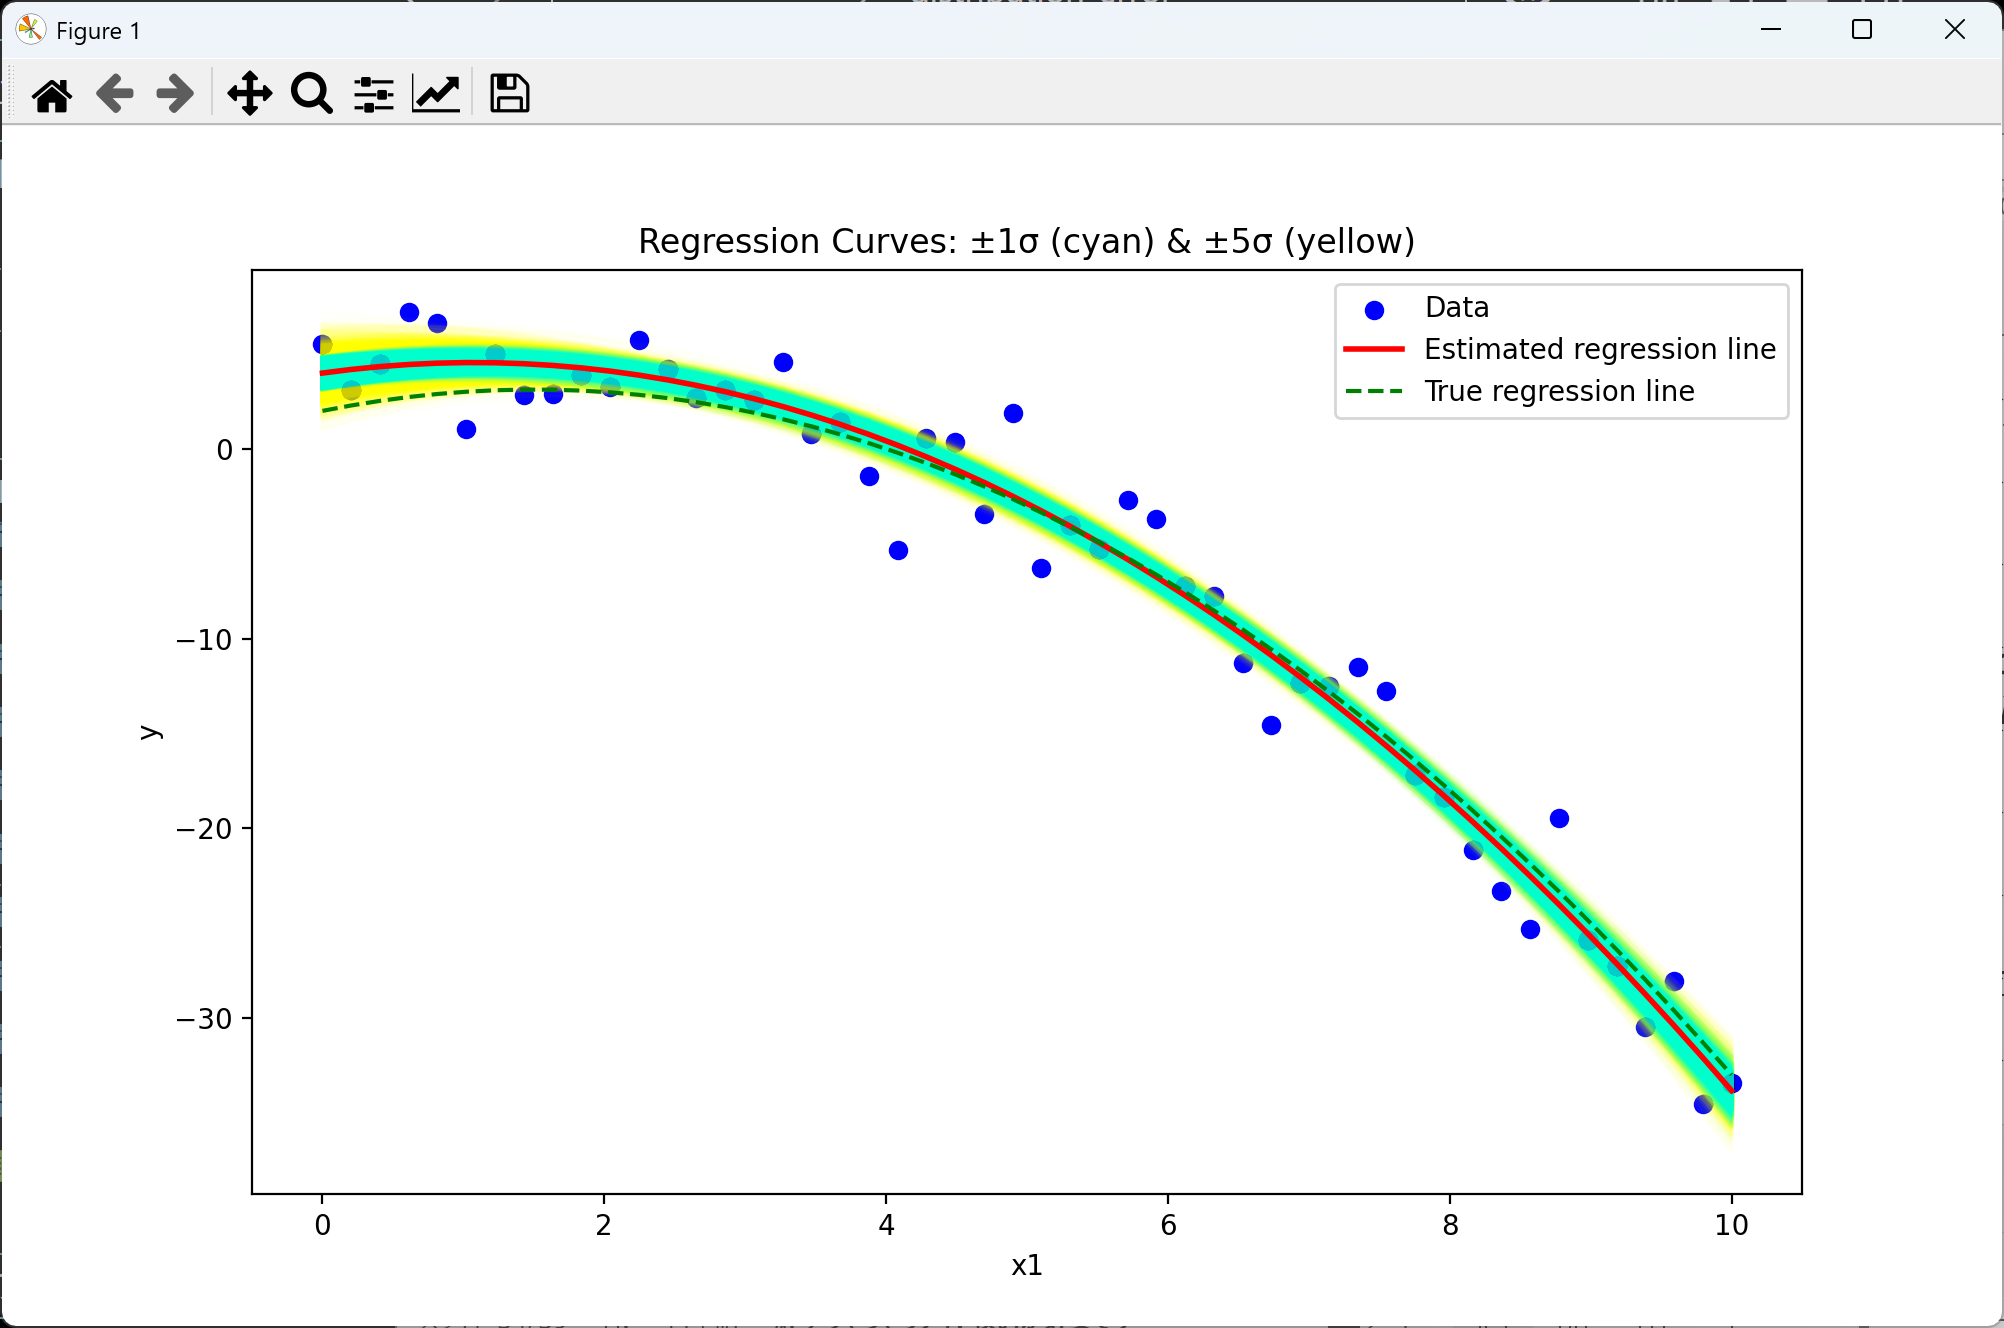 Figure 1
Regression Curves: ±1σ (cyan) & ±5σ (yellow)
Data
Estimated regression line
True regression line
0
−10
−20
−30
y
0 2 4 6 8 10
x1